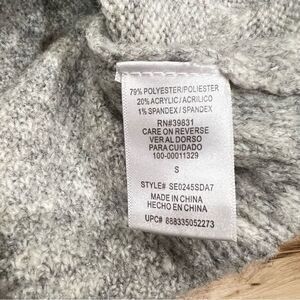 79% POLYESTER/POLIESTER
20% ACRYLIC/ACRILICO
1% SPANDEX/SPANDEX
RN#39831
CARE ON REVERSE
VER AL DORSO
PARA CUIDADO
100-00011329
S
STYLE# SE0245SDA7
MADE IN CHINA
HECHO EN CHINA
UPC# 888335052273